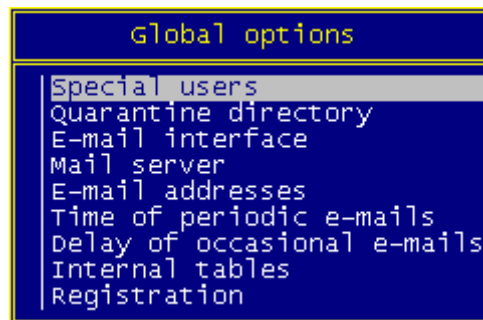 Global options
Special users
Quarantine directory
E-mail interface
Mail server
E-mail addresses
Time of periodic e-mails
Delay of occasional e-mails
Internal tables
Registration